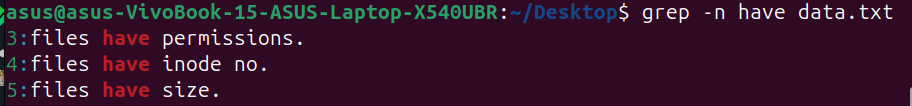 asus@asus-VivoBook-15-ASUS-Laptop-X540UBR:~/Desktop$ grep -n have data.txt
3:files have permissions.
4:files have inode no.
5:files have size.